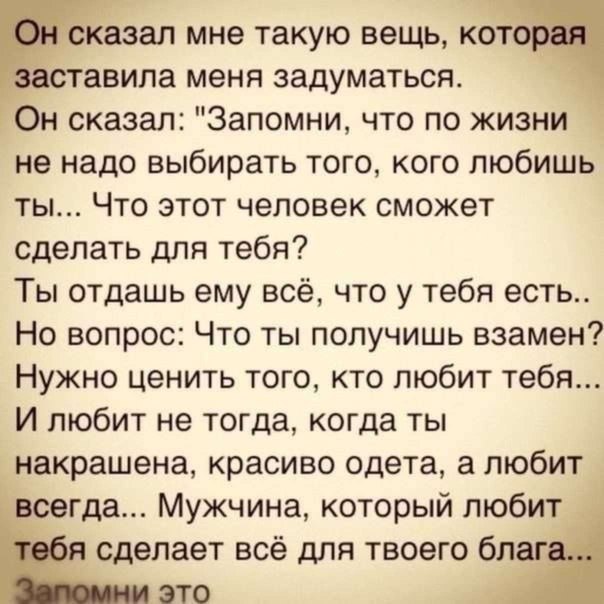 Он сказал мне такую вещь, которая
заставила меня задуматься.
Он сказал: "Запомни, что по жизни
не надо выбирать того, кого любишь
ты... Что этот человек сможет
сделать для тебя?
Ты отдашь ему всё, что у тебя есть..
Но вопрос: Что ты получишь взамен?
Нужно ценить того, кто любит тебя...
И любит не тогда, когда ты
накрашена, красиво одета, а любит
всегда... Мужчина, который любит
тебя сделает всё для твоего блага...
Запомни это